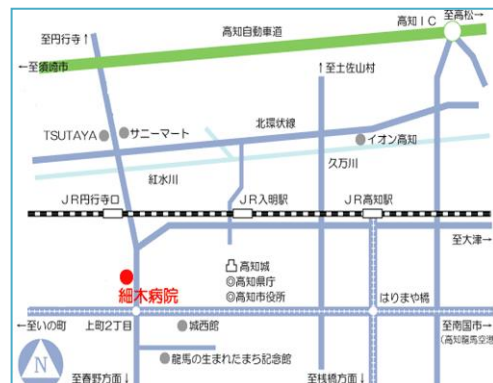 至円行寺↑
高知自動車道
高知IC
至高松→
←至須崎市
↑至土佐山村
TSUTAYA
サニーマート
北環状線
イオン高知
紅水川
久万川
JR円行寺口
JR入明駅
JR高知駅
至大津→
高知城
◎高知県庁
◎高知市役所
細木病院
はりまや橋
←至いの町
上町2丁目
城西館
至南国市→
(高知龍馬空港)
龍馬の生まれたまち記念館
N
至春野方面↓
至桟橋方面↓